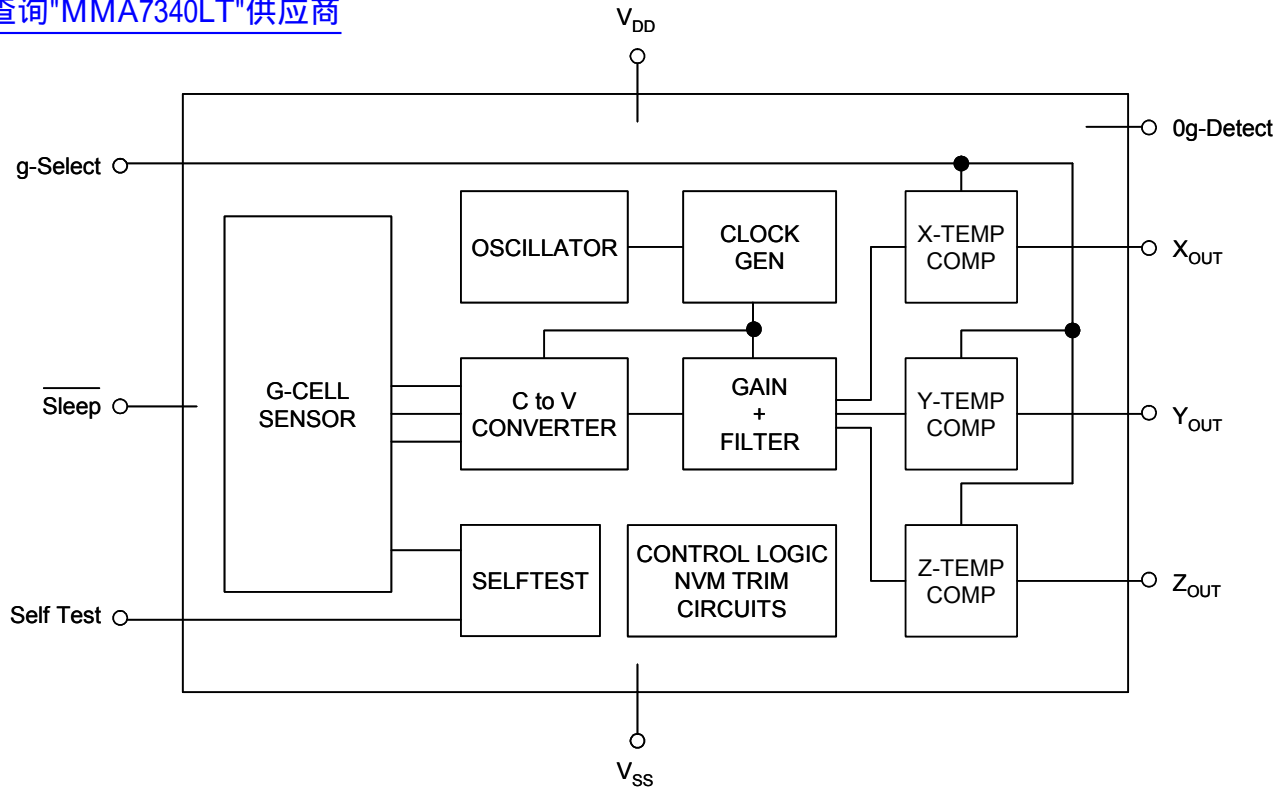 查询"MMA7340LT"供应商
VDD
0g-Detect
g-Select
OSCILLATOR
CLOCK
GEN
X-TEMP
COMP
XOUT
G-CELL
SENSOR
Sleep
C to V
CONVERTER
GAIN
+
FILTER
Y-TEMP
COMP
YOUT
SELFTEST
CONTROL LOGIC
NVM TRIM
CIRCUITS
Z-TEMP
COMP
ZOUT
Self Test
VSS